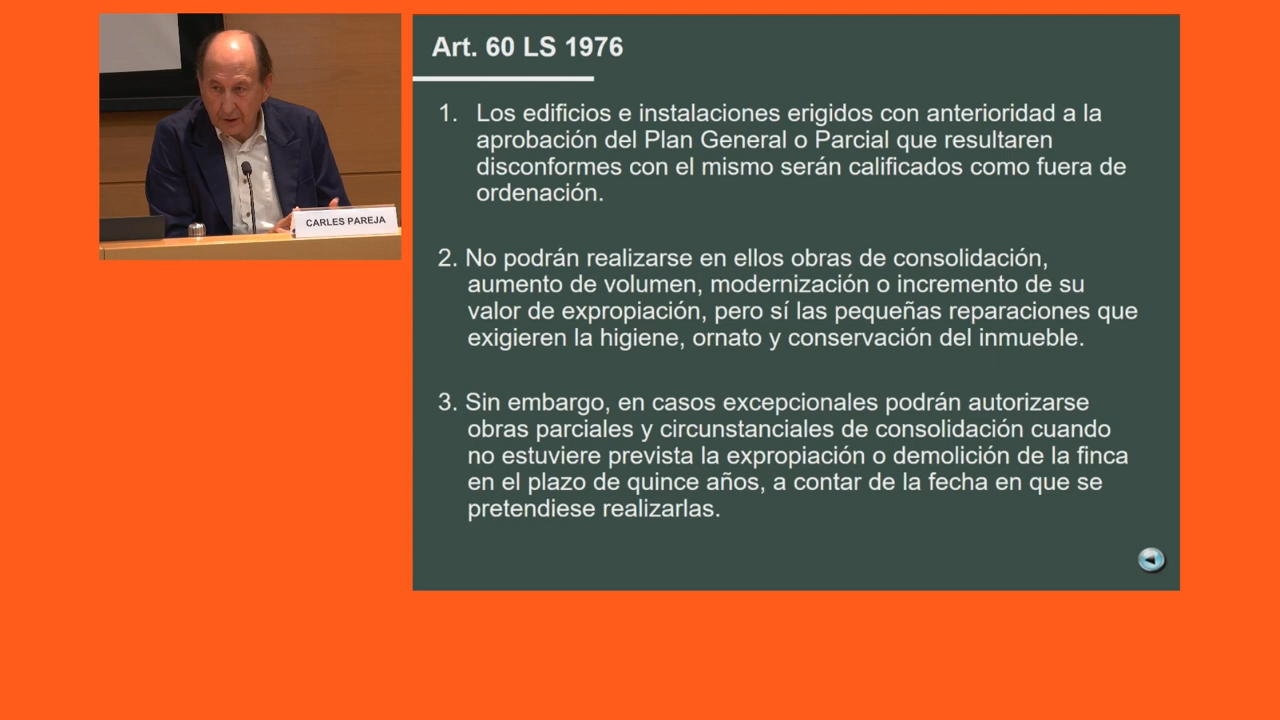 CARLES PAREJA
Art. 60 LS 1976
1. Los edificios e instalaciones erigidos con anterioridad a la
aprobación del Plan General o Parcial que resultaren
disconformes con el mismo serán calificados como fuera de
ordenación.
2. No podrán realizarse en ellos obras de consolidación,
aumento de volumen, modernización o incremento de su
valor de expropiación, pero sí las pequeñas reparaciones que
exigieren la higiene, ornato y conservación del inmueble.
3. Sin embargo, en casos excepcionales podrán autorizarse
obras parciales y circunstanciales de consolidación cuando
no estuviere prevista la expropiación o demolición de la finca
en el plazo de quince años, a contar de la fecha en que se
pretendiese realizarlas.